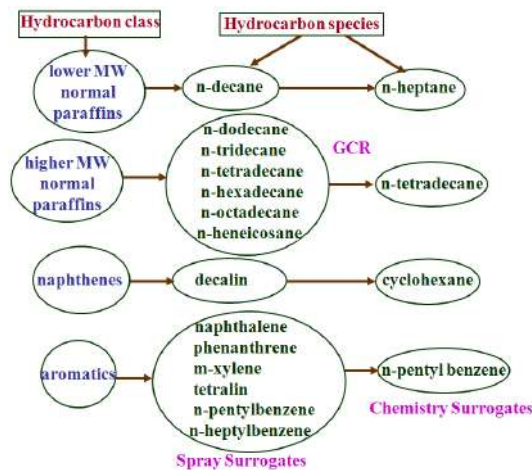 Hydrocarbon class
Hydrocarbon species
lower MW
normal
paraffins
n-decane
n-heptane
higher MW
normal
paraffins
n-dodecane
n-tridecane
n-tetradecane
n-hexadecane
n-octadecane
n-heneicosane
GCR
n-tetradecane
naphthenes
decalin
cyclohexane
aromatics
naphthalene
phenanthrene
m-xylene
tetralin
n-pentylbenzene
n-heptylbenzene
n-pentyl benzene
Chemistry Surrogates
Spray Surrogates